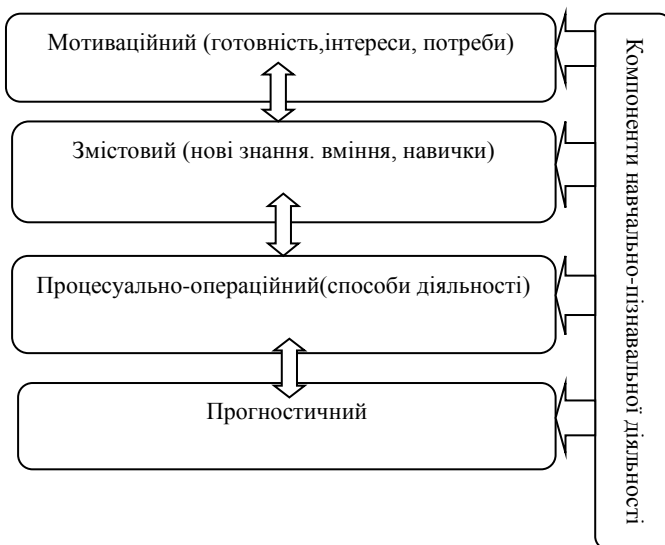 Мотиваційний (готовність,інтереси, потреби)
Змістовий (нові знання. вміння, навички)
Процесуально-операційний(способи діяльності)
Прогностичний
Компоненти навчально-пізнавальної діяльності